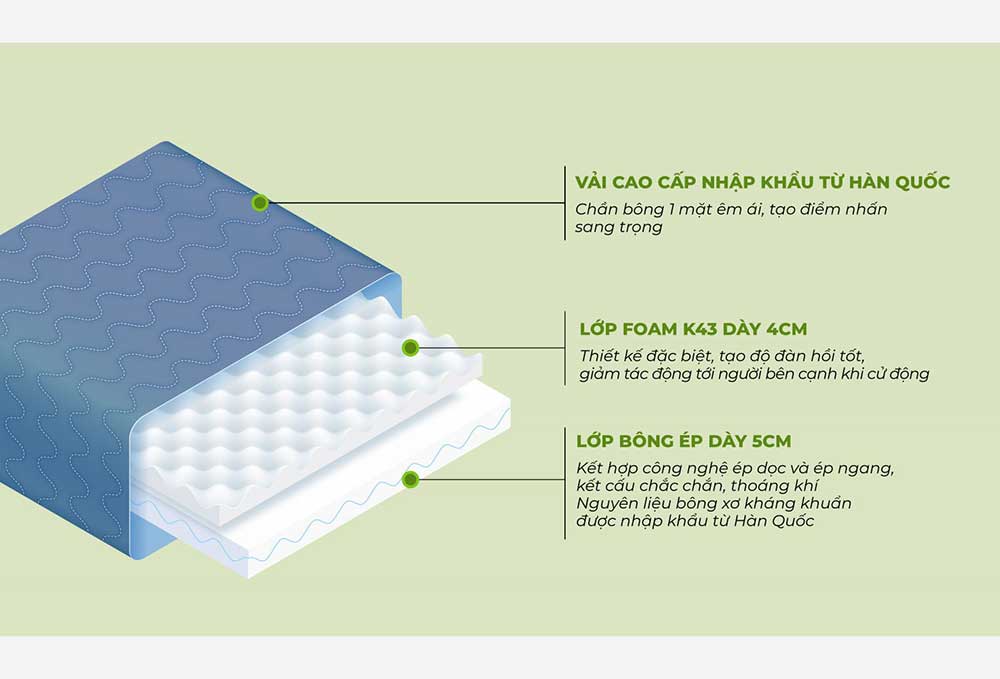 VẢI CAO CẤP NHẬP KHẨU TỪ HÀN QUỐC
Chần bông 1 mặt êm ái, tạo điểm nhấn
sang trọng
LỚP FOAM K43 DÀY 4CM
Thiết kế đặc biệt, tạo độ đàn hồi tốt,
giảm tác động tới người bên cạnh khi cử động
LỚP BÔNG ÉP DÀY 5CM
Kết hợp công nghệ ép dọc và ép ngang,
kết cấu chắc chắn, thoáng khí
Nguyên liệu bông xơ kháng khuẩn
được nhập khẩu từ Hàn Quốc